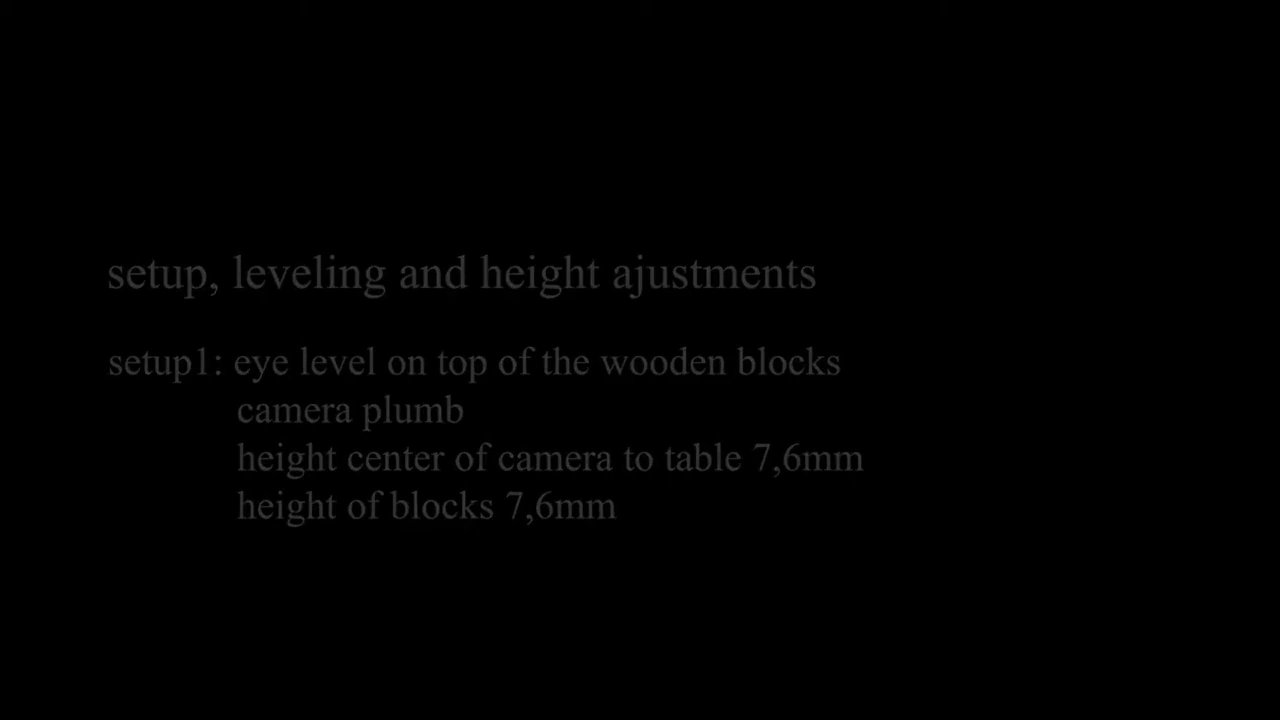 setup, leveling and height ajustments
setup1: eye level on top of the wooden blocks
camera plumb
height center of camera to table 7,6mm
height of blocks 7,6mm